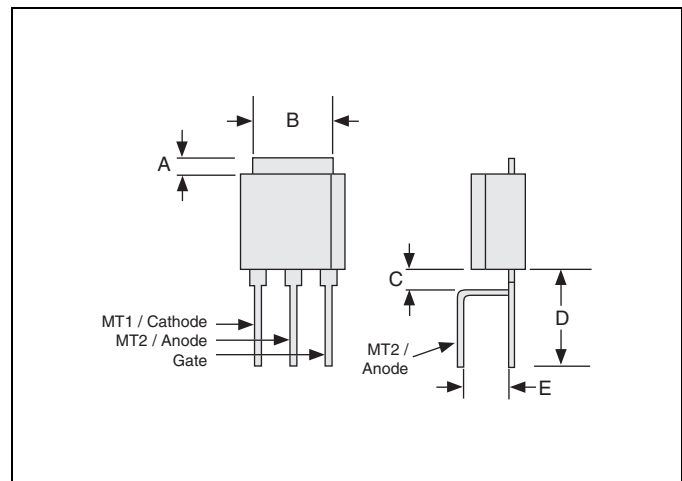 B
A
C
MT1 / Cathode
MT2 / Anode
Gate
D
MT2 /
Anode
E